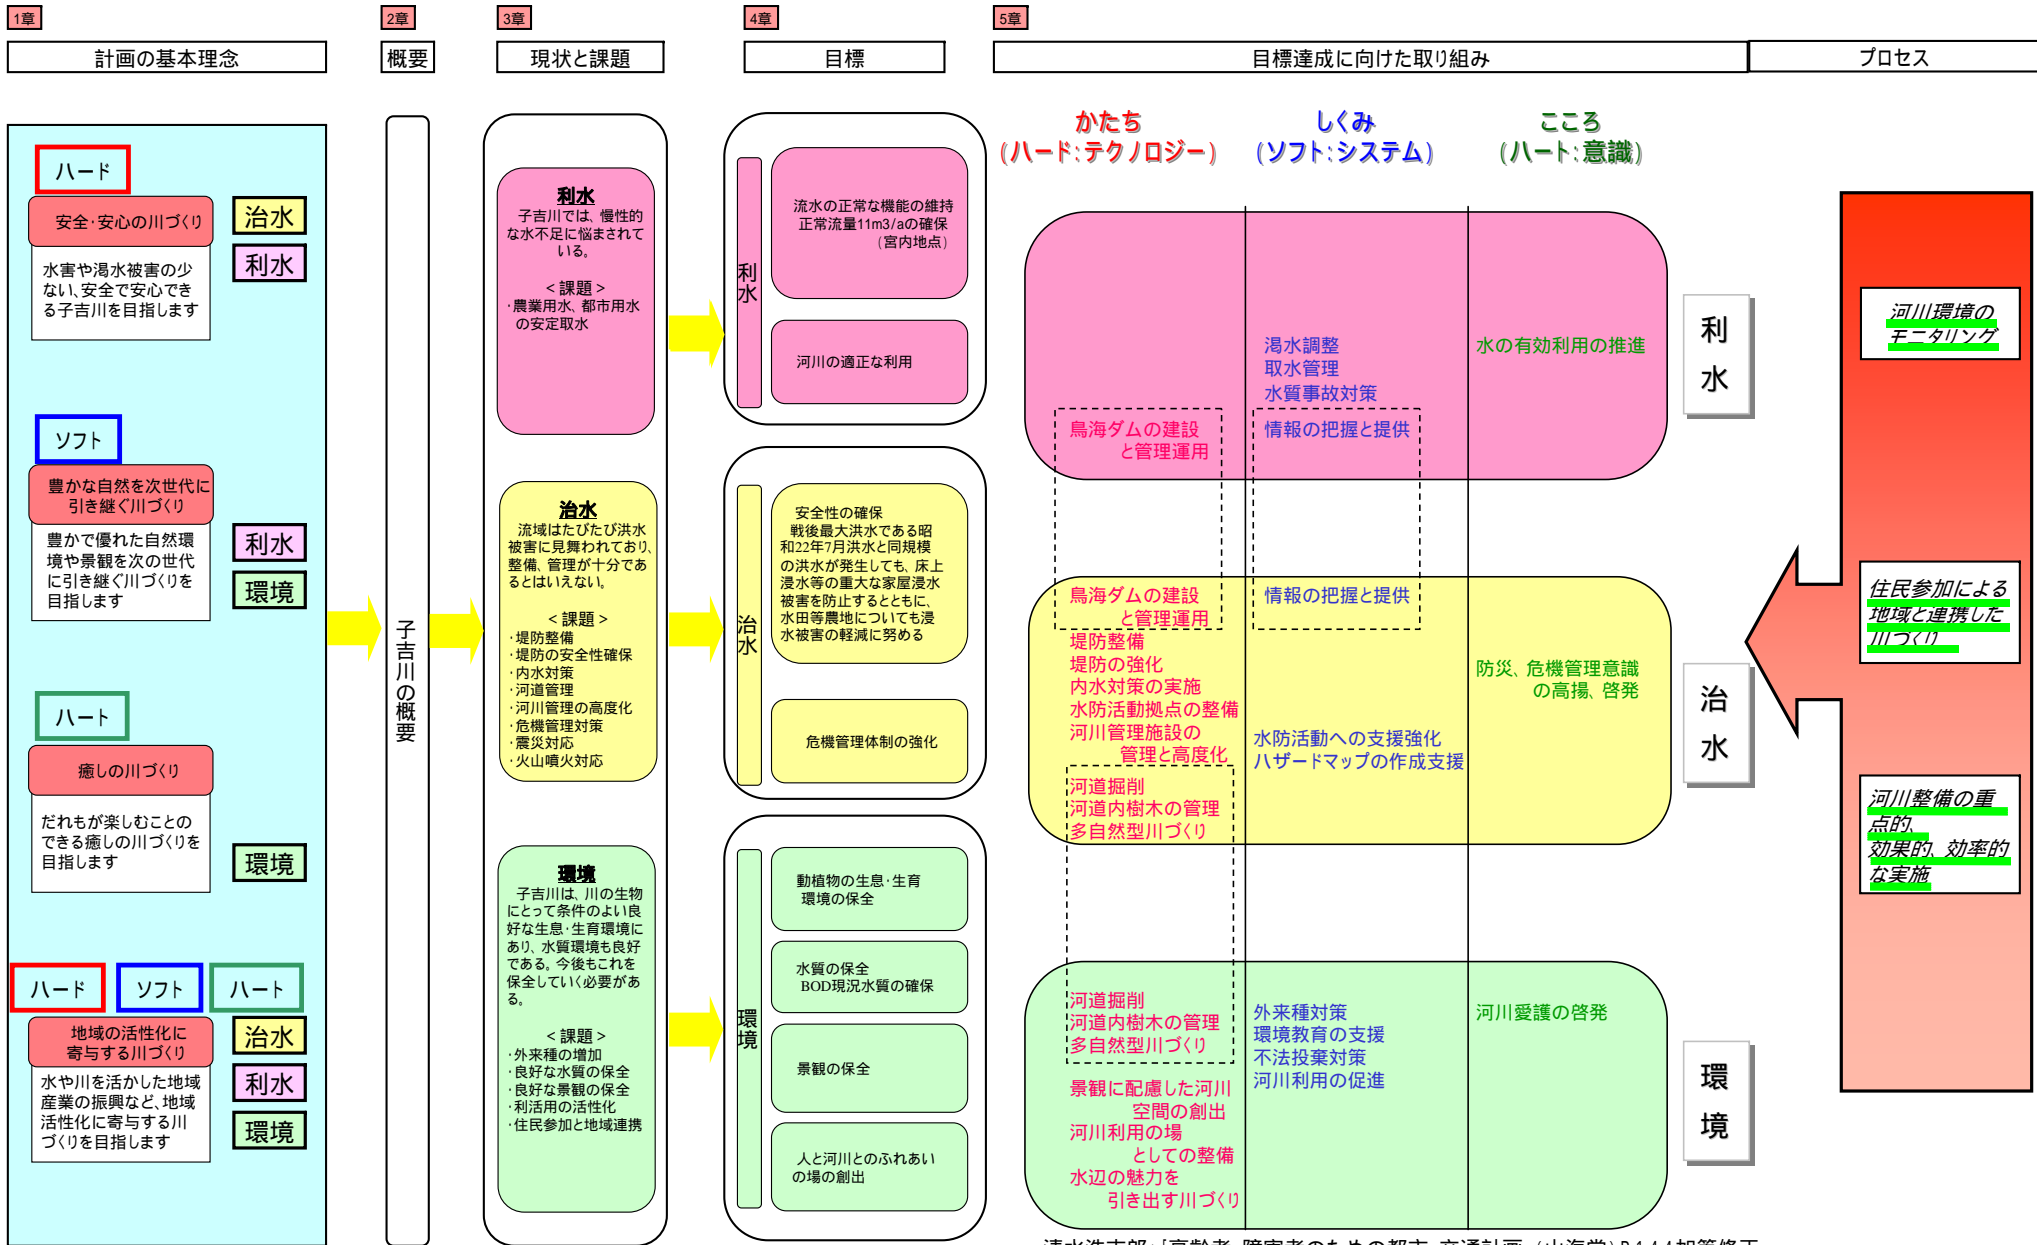 1章
計画の基本理念
2章
概要
3章
現状と課題
4章
目標
5章
目標達成に向けた取り組み
プロセス
ハード
安全・安心の川づくり
治水
利水
水害や渇水被害の少
ない、安全で安心でき
る子吉川を目指します
ソフト
豊かな自然を次世代に
引き継ぐ川づくり
利水
環境
豊かで優れた自然環
境や景観を次の世代
に引き継ぐ川づくりを
目指します
ハート
癒しの川づくり
だれもが楽しむことの
できる癒しの川づくりを
目指します
環境
ハード
ソフト
ハート
地域の活性化に
寄与する川づくり
治水
利水
環境
水や川を活かした地域
産業の振興など、地域
活性化に寄与する川
づくりを目指します
子吉川の概要
利水
子吉川では、慢性的
な水不足に悩まされて
いる。
<課題>
・農業用水、都市用水
の安定取水
治水
流域はたびたび洪水
被害に見舞われており、
整備、管理が十分であ
るとはいえない。
<課題>
・堤防整備
・堤防の安全性確保
・内水対策
・河道管理
・河川管理の高度化
・危機管理対策
・震災対応
・火山噴火対応
環境
子吉川は、川の生物
にとって条件のよい良
好な生息・生育環境に
あり、水質環境も良好
である。今後もこれを
保全していく必要があ
る。
<課題>
・外来種の増加
・良好な水質の保全
・良好な景観の保全
・利活用の活性化
・住民参加と地域連携
利水
流水の正常な機能の維持
正常流量11m3/aの確保
(宮内地点)
河川の適正な利用
治水
安全性の確保
戦後最大洪水である昭
和22年7月洪水と同規模
の洪水が発生しても、床上
浸水等の重大な家屋浸水
被害を防止するとともに、
水田等農地についても浸
水被害の軽減に努める
危機管理体制の強化
環境
動植物の生息・生育
環境の保全
水質の保全
BOD現況水質の確保
景観の保全
人と河川とのふれあい
の場の創出
かたち
(ハード:テクノロジー)
しくみ
(ソフト:システム)
こころ
(ハート:意識)
鳥海ダムの建設
と管理運用
渇水調整
取水管理
水質事故対策
情報の把握と提供
水の有効利用の推進
利水
鳥海ダムの建設
と管理運用
堤防整備
堤防の強化
内水対策の実施
水防活動拠点の整備
河川管理施設の
管理と高度化
河道掘削
河道内樹木の管理
多自然型川づくり
情報の把握と提供
水防活動への支援強化
ハザードマップの作成支援
防災、危機管理意識
の高揚、啓発
治水
河道掘削
河道内樹木の管理
多自然型川づくり
景観に配慮した河川
空間の創出
河川利用の場
としての整備
水辺の魅力を
引き出す川づくり
外来種対策
環境教育の支援
不法投棄対策
河川利用の促進
河川愛護の啓発
環境
河川環境の
モニタリング
住民参加による
地域と連携した
川づくり
河川整備の重
点的、
効果的、効率的
な実施